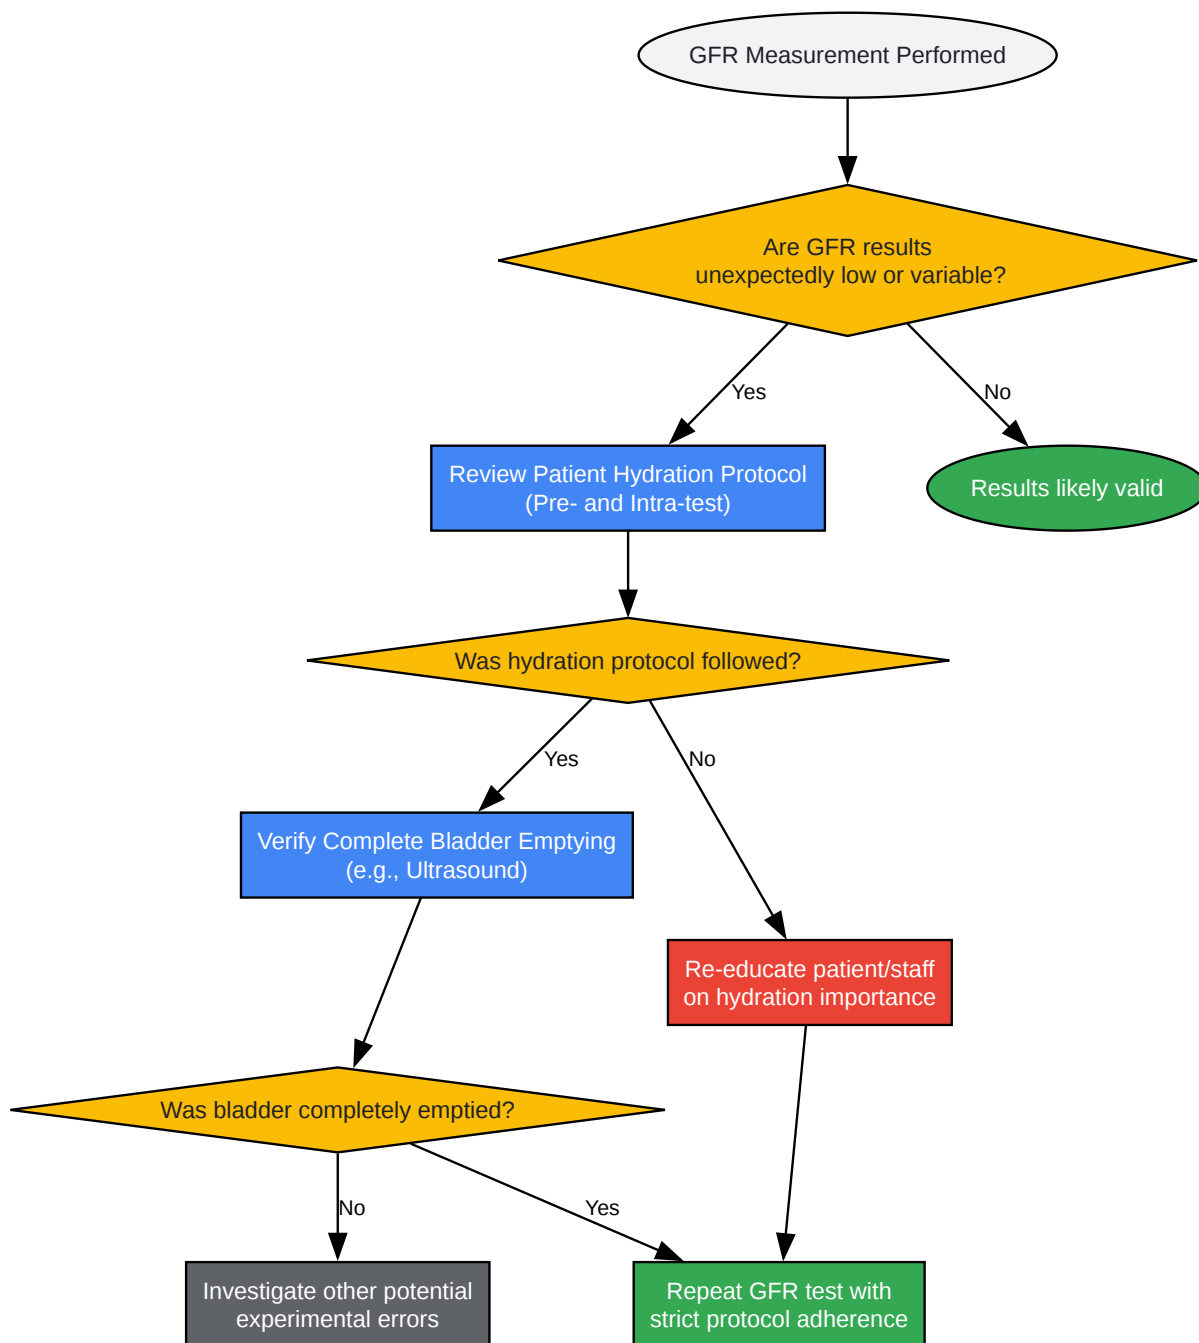 GFR Measurement Performed
Are GFR results
unexpectedly low or variable?
Yes
No
Review Patient Hydration Protocol
(Pre- and Intra-test)
Results likely valid
Was hydration protocol followed?
Yes
No
Verify Complete Bladder Emptying
(e.g., Ultrasound)
Re-educate patient/staff
on hydration importance
Was bladder completely emptied?
No
Yes
Investigate other potential
experimental errors
Repeat GFR test with
strict protocol adherence